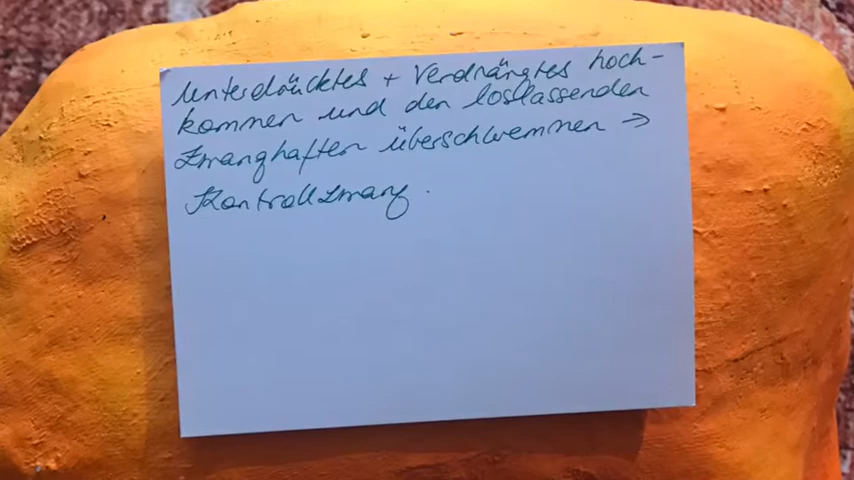 Unterdrücktes + Verdrängtes hoch-
kommen und den loslassenden
Zwanghaften überschwemmen →
Kontrollzwang.